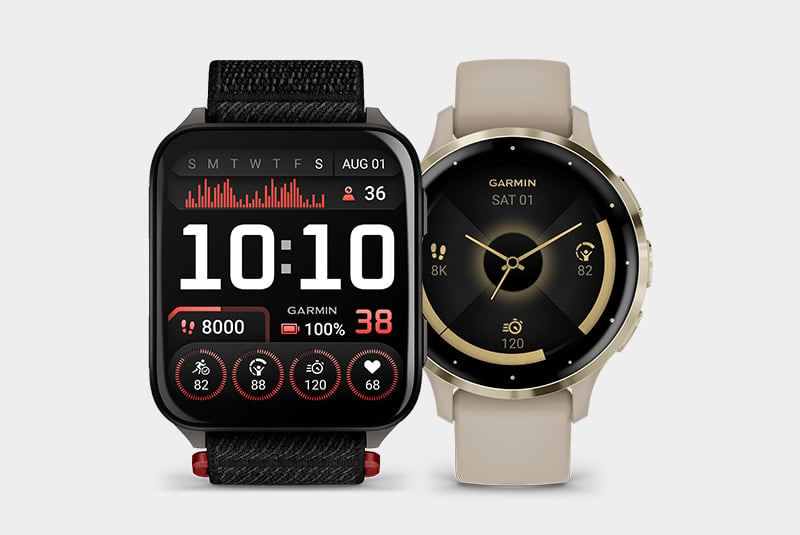 S M T W T F S AUG 01
36
10:10
GARMIN
8000 100% 38
82 88 120 68
GARMIN
SAT 01
8K 82
120